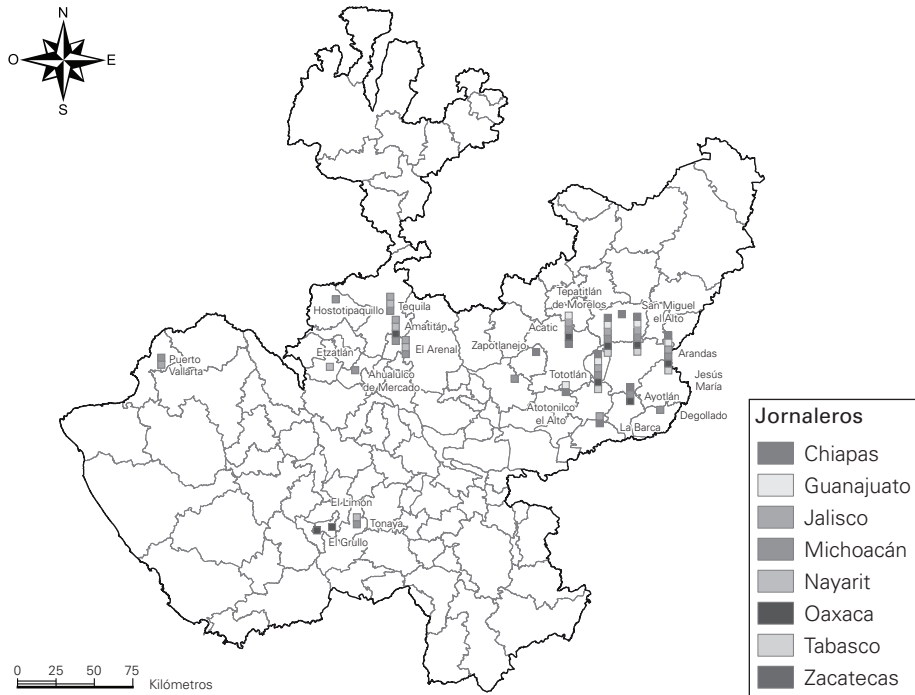 N
O
E
S
Tepatitlán
de Morelos
San Miguel
el Alto
Hostotipaquillo
Tequila
Acatic
Amatitán
Zapotlanejo
El Arenal
Arandas
Etzatlán
Puerto
Vallarta
Ahualulco
de Mercado
Tototlán
Jesús
María
Ayotlán
Atotonilco
el Alto
Degollado
La Barca
El Limón
Tonaya
El Grullo
Jornaleros
Chiapas
Guanajuato
Jalisco
Michoacán
Nayarit
Oaxaca
Tabasco
Zacatecas
0 25 50 75
Kilómetros